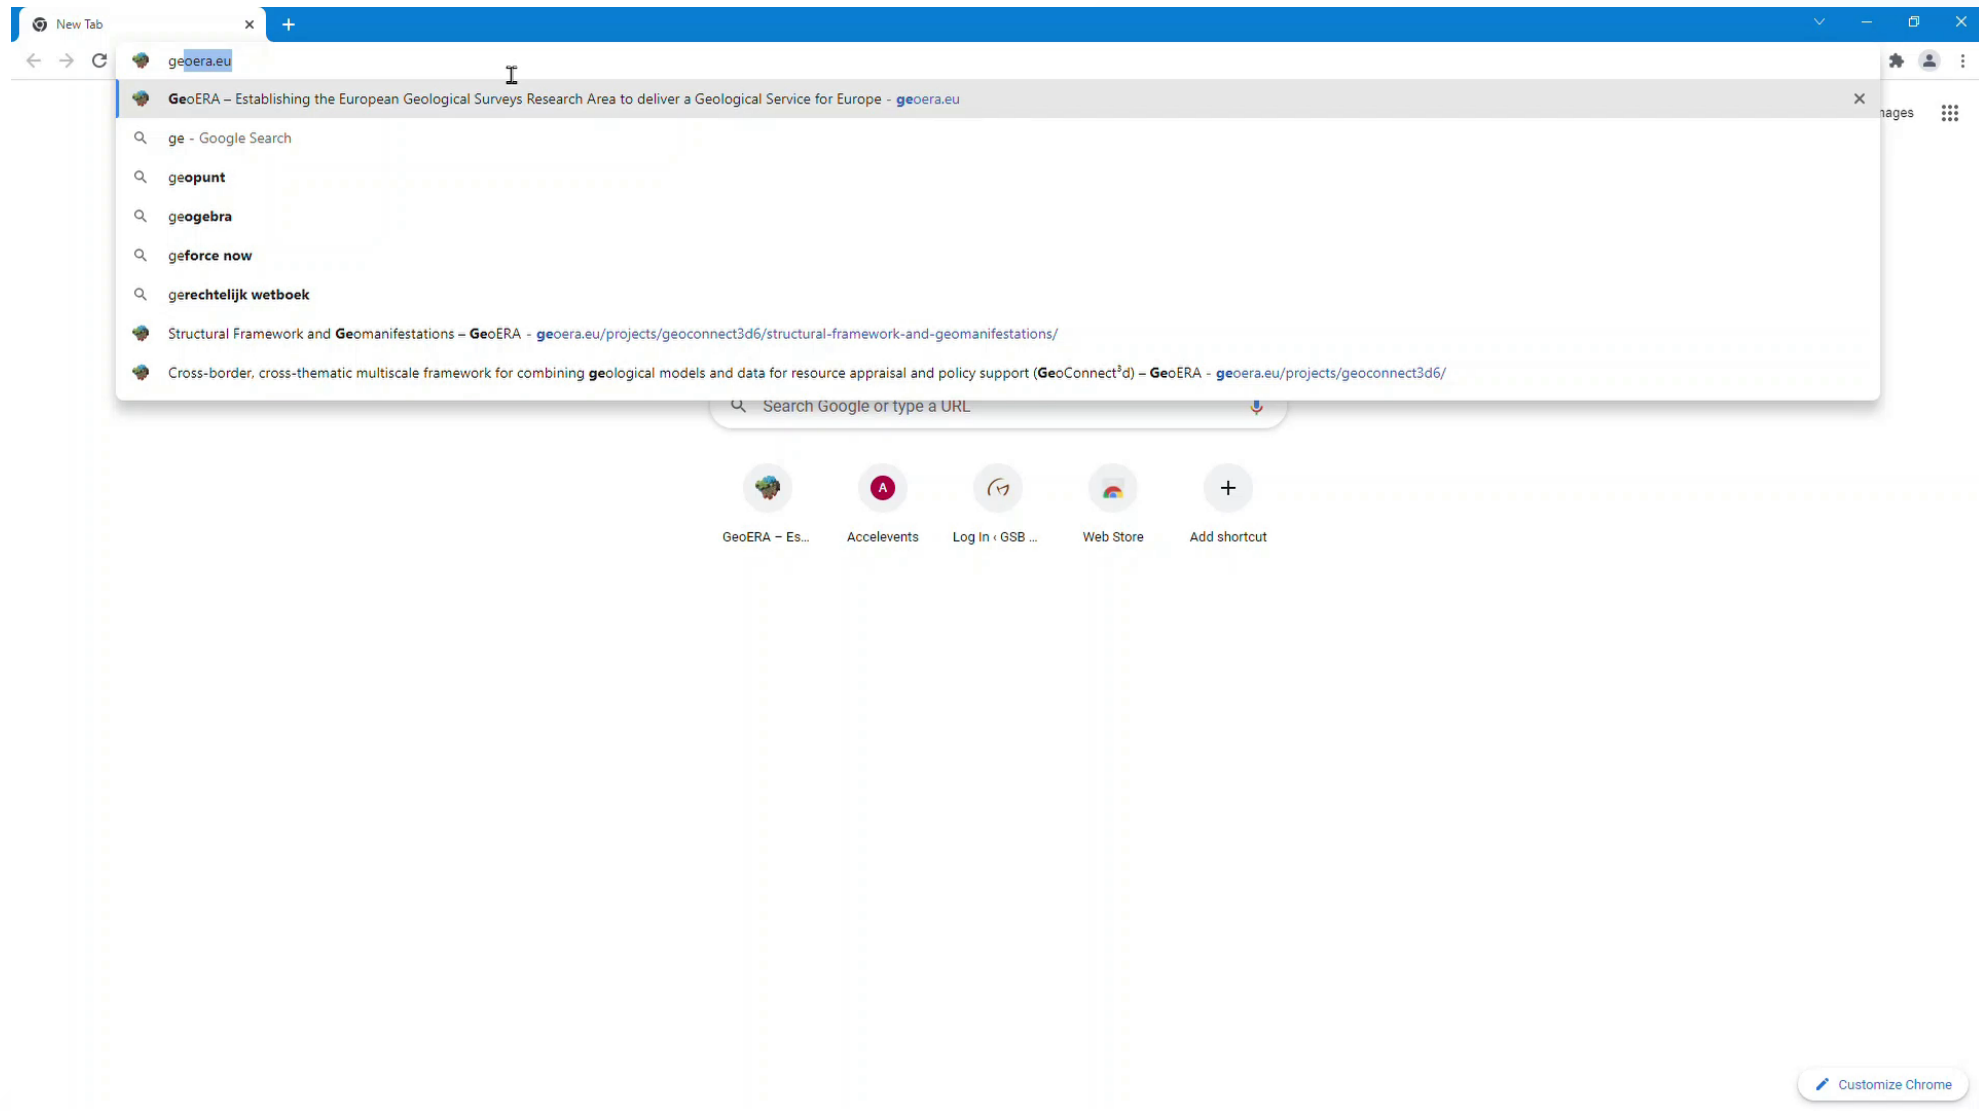 New Tab
geoera.eu
GeoERA – Establishing the European Geological Surveys Research Area to deliver a Geological Service for Europe - geoera.eu
nages
ge - Google Search
geopunt
geogebra
geforce now
gerechtelijk wetboek
Structural Framework and Geomanifestations – GeoERA - geoera.eu/projects/geoconnect3d6/structural-framework-and-geomanifestations/
Cross-border, cross-thematic multiscale framework for combining geological models and data for resource appraisal and policy support (GeoConnect³d) – GeoERA - geoera.eu/projects/geoconnect3d6/
Search Google or type a URL
A
GeoERA – Es... Accelevents Log In ‹ GSB ... Web Store Add shortcut
Customize Chrome